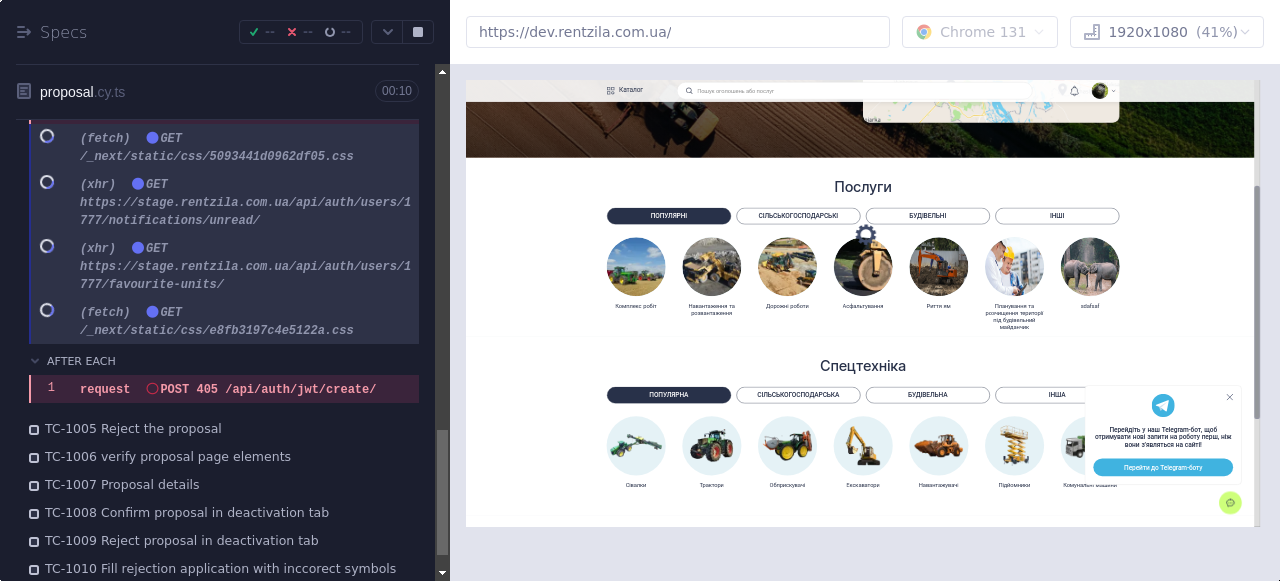 Specs
-- -- --
proposal.cy.ts
00:10
(fetch) GET
/_next/static/css/5093441d0962df05.css
(xhr) GET
https://stage.rentzila.com.ua/api/auth/users/1
777/notifications/unread/
(xhr) GET
https://stage.rentzila.com.ua/api/auth/users/1
777/favourite-units/
(fetch) GET
/_next/static/css/e8fb3197c4e5122a.css
AFTER EACH
1 request POST 405 /api/auth/jwt/create/
TC-1005 Reject the proposal
TC-1006 verify proposal page elements
TC-1007 Proposal details
TC-1008 Confirm proposal in deactivation tab
TC-1009 Reject proposal in deactivation tab
TC-1010 Fill rejection application with inccorect symbols
https://dev.rentzila.com.ua/
Chrome 131
1920x1080 (41%)
Каталог
Пошук оголошень або послуг
Послуги
ПОПУЛЯРНІ
СІЛЬСЬКОГОСПОДАРСЬКІ
БУДІВЕЛЬНІ
ІНШІ
Комплекс робіт
Навантаження та
розвантаження
Дорожні роботи
Асфальтування
Риття ям
Планування та
розчищення території
під будівельний
майданчик
sdafsaf
Спецтехніка
ПОПУЛЯРНА
СІЛЬСЬКОГОСПОДАРСЬКА
БУДІВЕЛЬНА
ІНША
Сівалки
Трактори
Обприскувачі
Екскаватори
Навантажувачі
Підйомники
Комунальні машини
Перейдіть у наш Telegram-бот, щоб
отримувати нові запити на роботу перш, ніж
вони з'являться на сайті!
Перейти до Telegram-боту